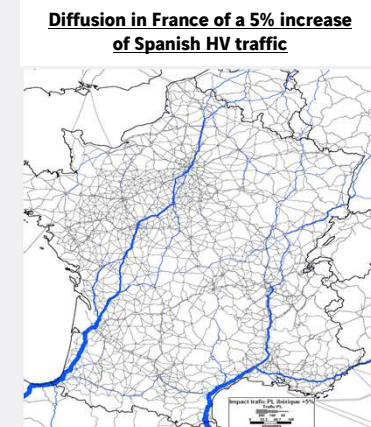 Diffusion in France of a 5% increase
of Spanish HV traffic
Impact trafic PL ibérique +5%
Trafic PL